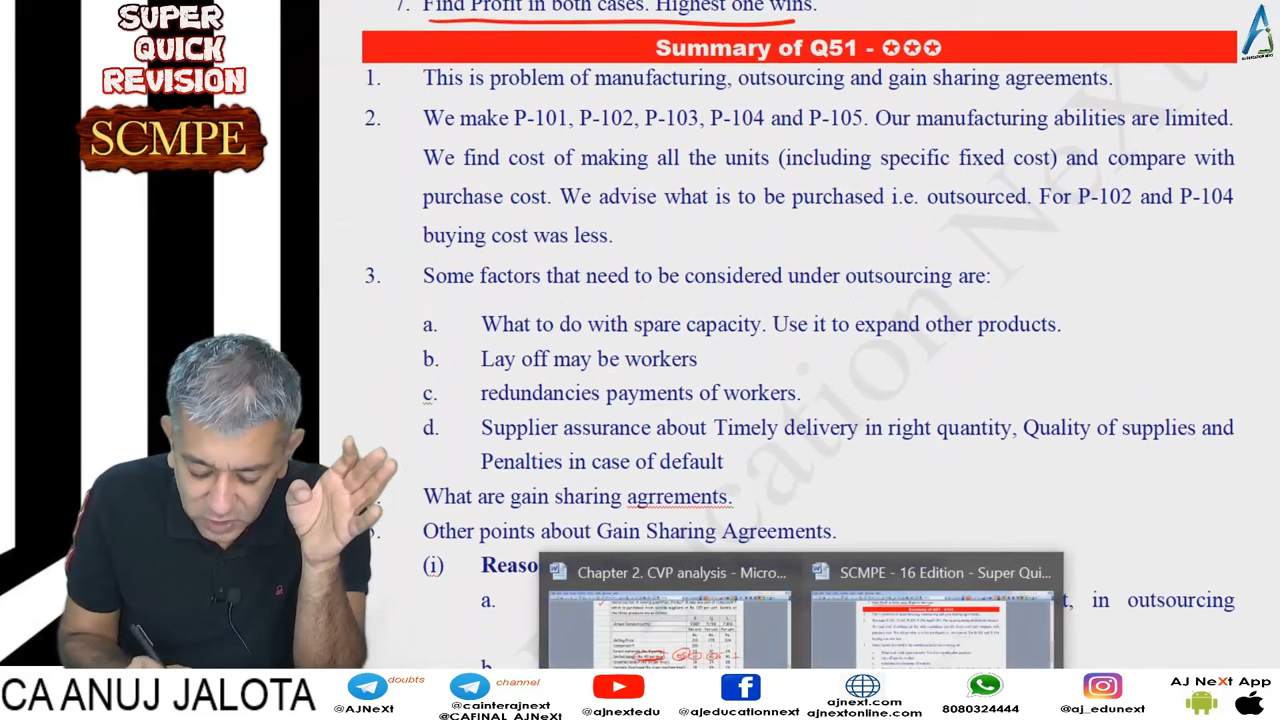 SUPER
QUICK
REVISION
SCMPE
7. Find Profit in both cases. Highest one wins.
Summary of Q51 - ✪✪✪
1. This is problem of manufacturing, outsourcing and gain sharing agreements.
2. We make P-101, P-102, P-103, P-104 and P-105. Our manufacturing abilities are limited.
We find cost of making all the units (including specific fixed cost) and compare with
purchase cost. We advise what is to be purchased i.e. outsourced. For P-102 and P-104
buying cost was less.
3. Some factors that need to be considered under outsourcing are:
a. What to do with spare capacity. Use it to expand other products.
b. Lay off may be workers
c. redundancies payments of workers.
d. Supplier assurance about Timely delivery in right quantity, Quality of supplies and
Penalties in case of default
What are gain sharing agrrements.
Other points about Gain Sharing Agreements.
(i) Reaso
Chapter 2. CVP analysis - Micro...
SCMPE - 16 Edition - Super Qui...
a. in outsourcing
b
CA ANUJ JALOTA
doubts
@AJNeXt
channel
@cainterajnext
@CAFINAL_AJNeXt
@ajnextedu
@ajeducationnext
ajnext.com
ajnextonline.com
8080324444
@aj_edunext
AJ NeXt App